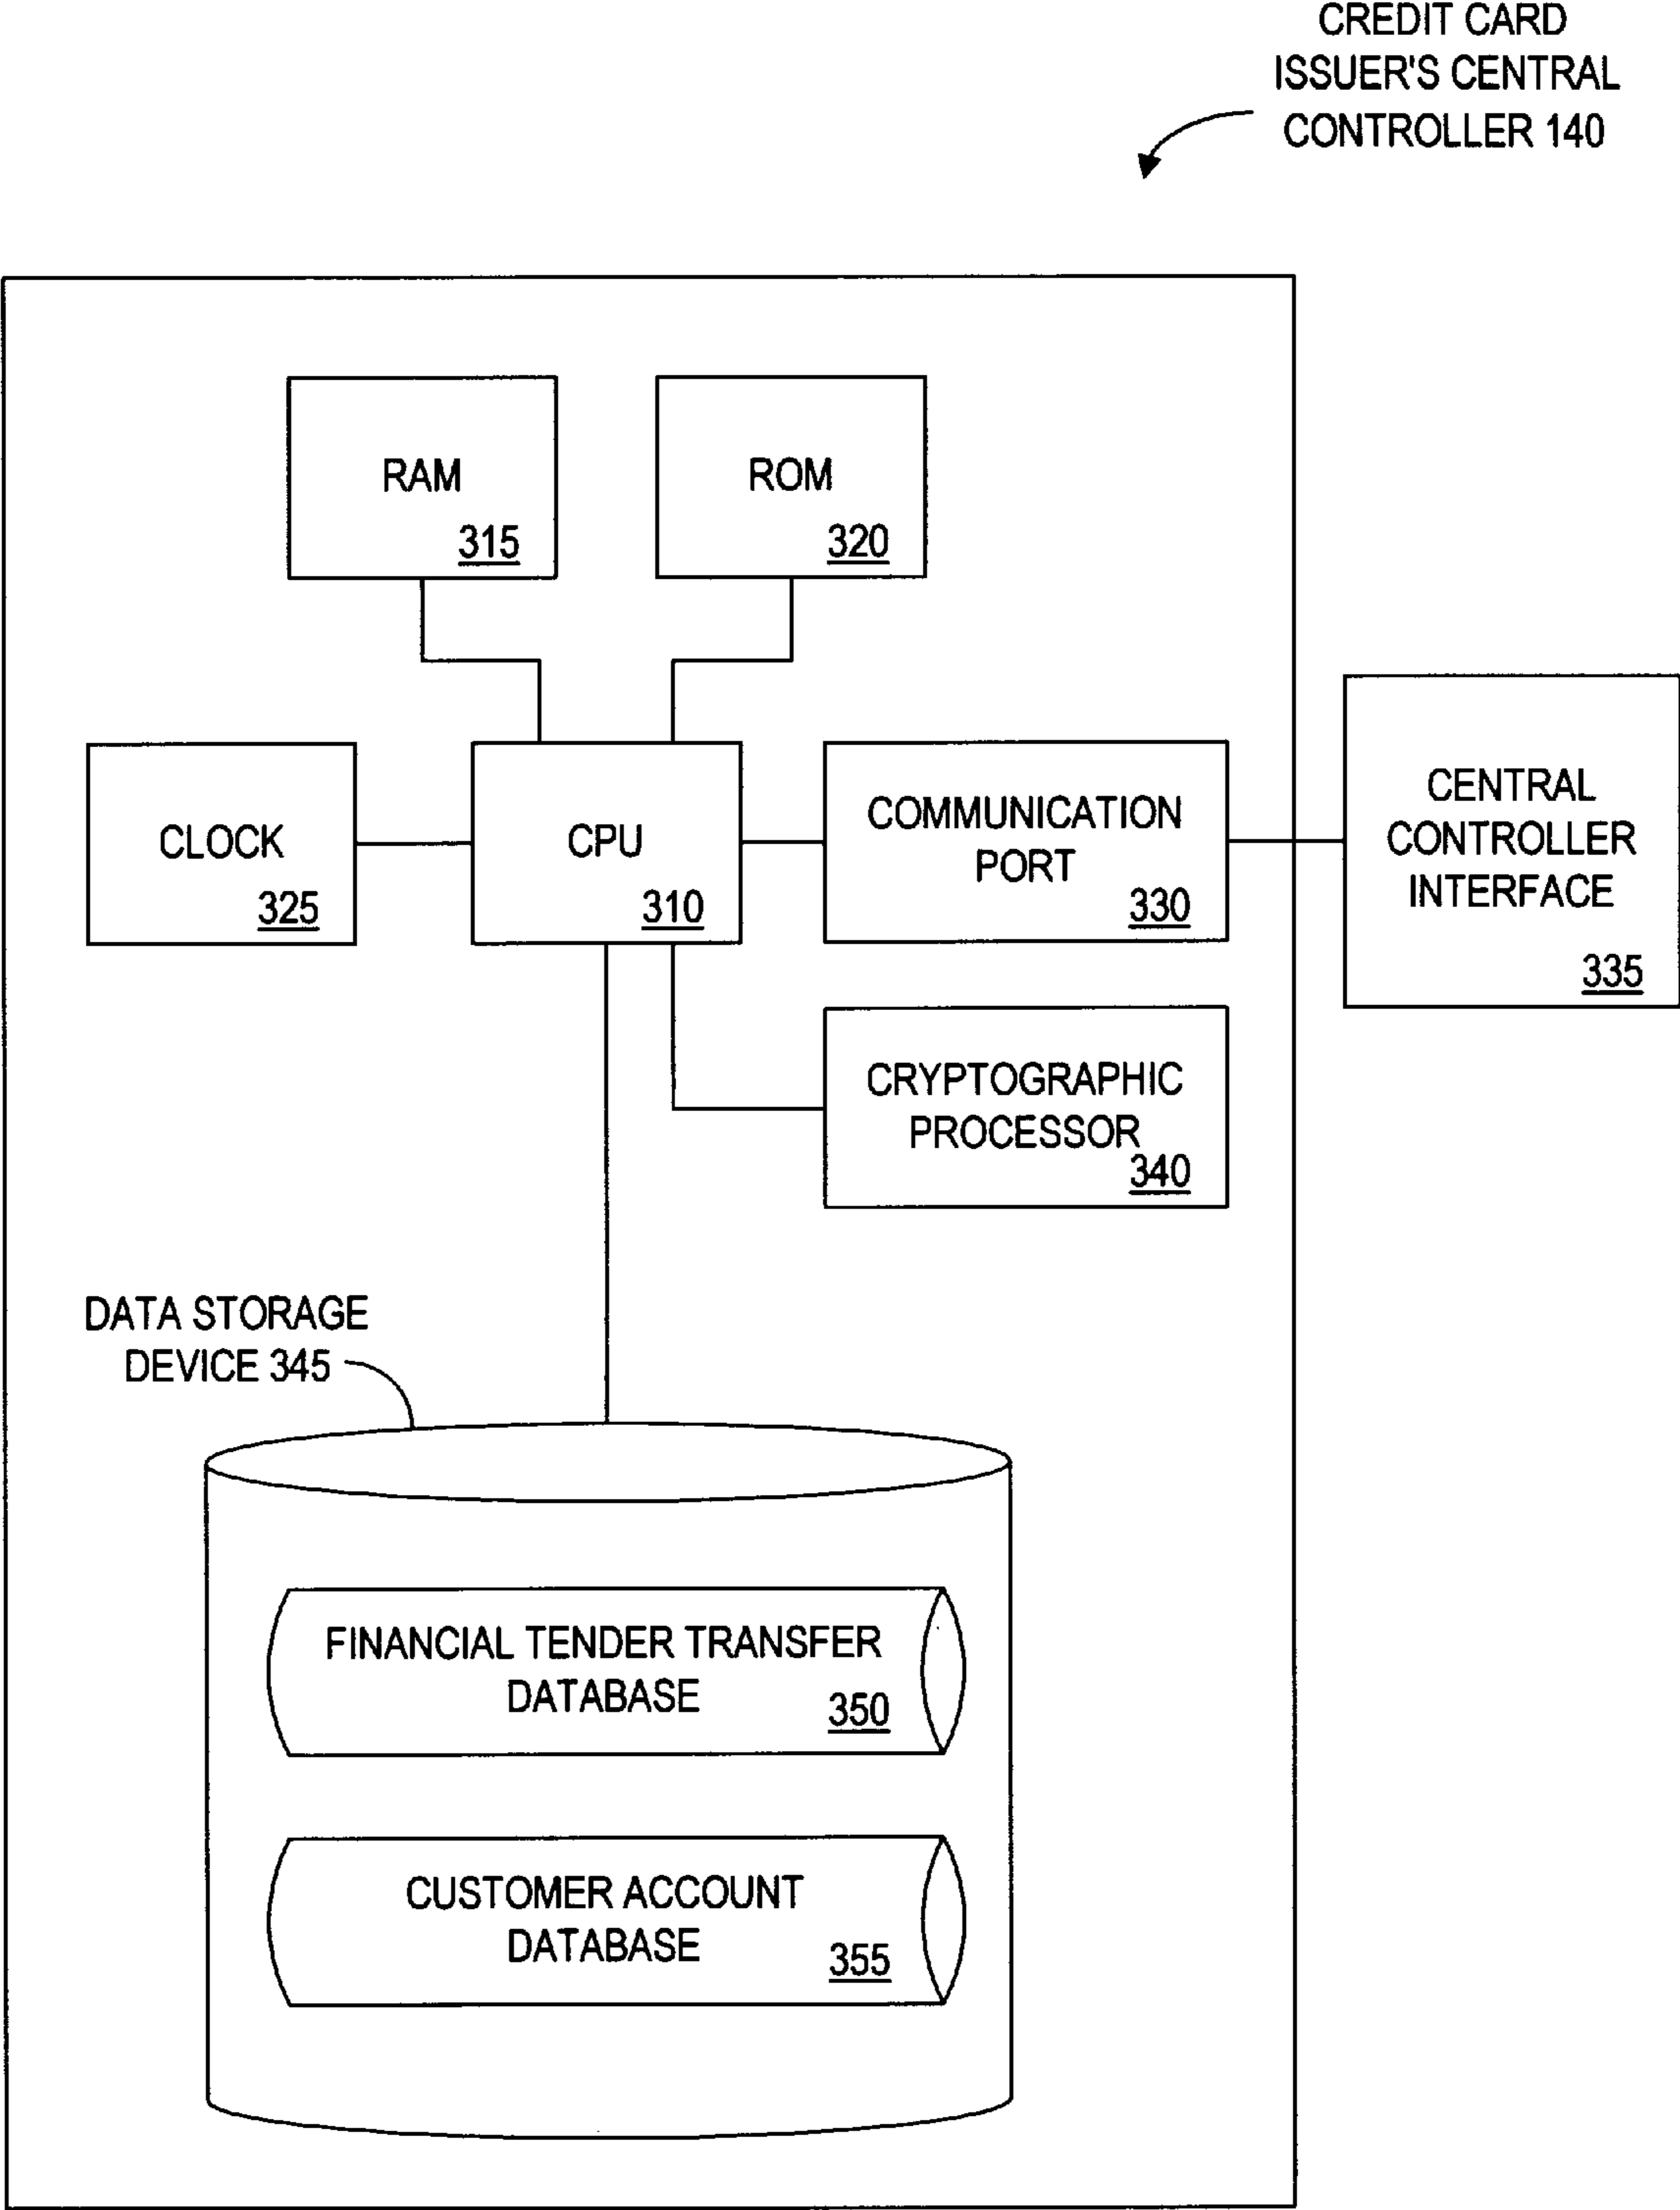 CREDIT CARD
ISSUER'S CENTRAL
CONTROLLER 140
RAM
315
ROM
320
CLOCK
325
CPU
310
COMMUNICATION
PORT
330
CENTRAL
CONTROLLER
INTERFACE
335
CRYPTOGRAPHIC
PROCESSOR
340
DATA STORAGE
DEVICE 345
FINANCIAL TENDER TRANSFER
DATABASE
350
CUSTOMER ACCOUNT
DATABASE
355